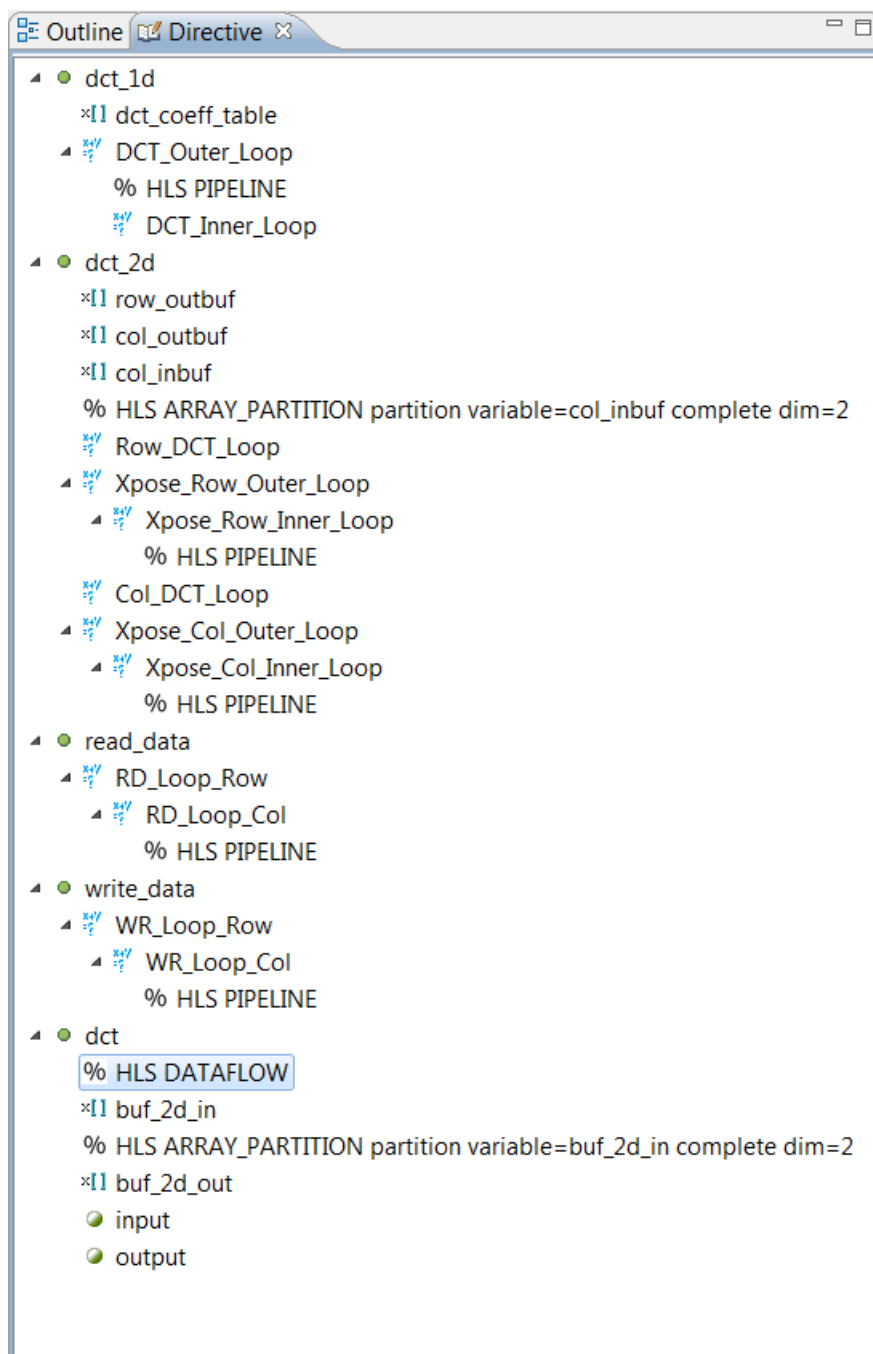 Outline Directive
dct_1d
x[] dct_coeff_table
DCT_Outer_Loop
% HLS PIPELINE
DCT_Inner_Loop
dct_2d
x[] row_outbuf
x[] col_outbuf
x[] col_inbuf
% HLS ARRAY_PARTITION partition variable=col_inbuf complete dim=2
Row_DCT_Loop
Xpose_Row_Outer_Loop
Xpose_Row_Inner_Loop
% HLS PIPELINE
Col_DCT_Loop
Xpose_Col_Outer_Loop
Xpose_Col_Inner_Loop
% HLS PIPELINE
read_data
RD_Loop_Row
RD_Loop_Col
% HLS PIPELINE
write_data
WR_Loop_Row
WR_Loop_Col
% HLS PIPELINE
dct
% HLS DATAFLOW
x[] buf_2d_in
% HLS ARRAY_PARTITION partition variable=buf_2d_in complete dim=2
x[] buf_2d_out
input
output